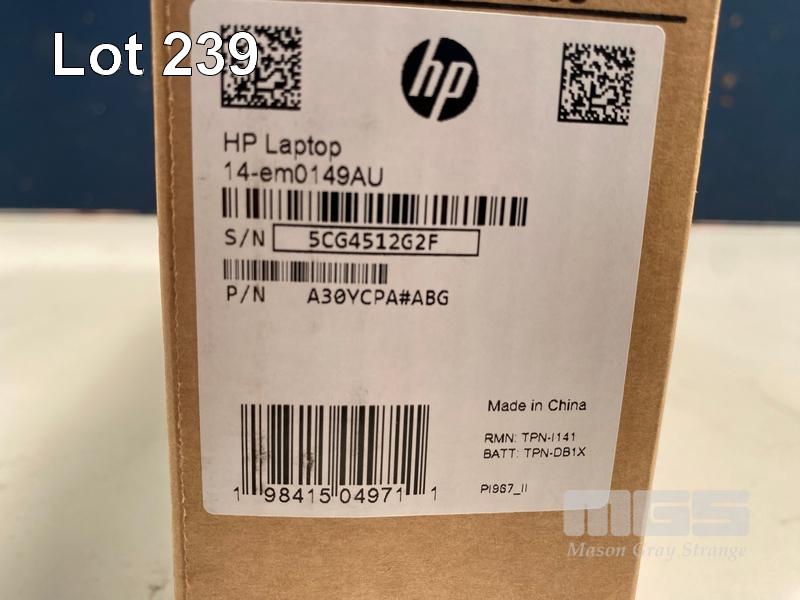 Lot 239
hp
HP Laptop
14-em0149AU
S/N 5CG4512G2F
P/N A30YCPA#ABG
Made in China
RMN: TPN-I141
BATT: TPN-DB1X
1 98415 04971 1
PI967_II
MGS
Mason Gray Strange